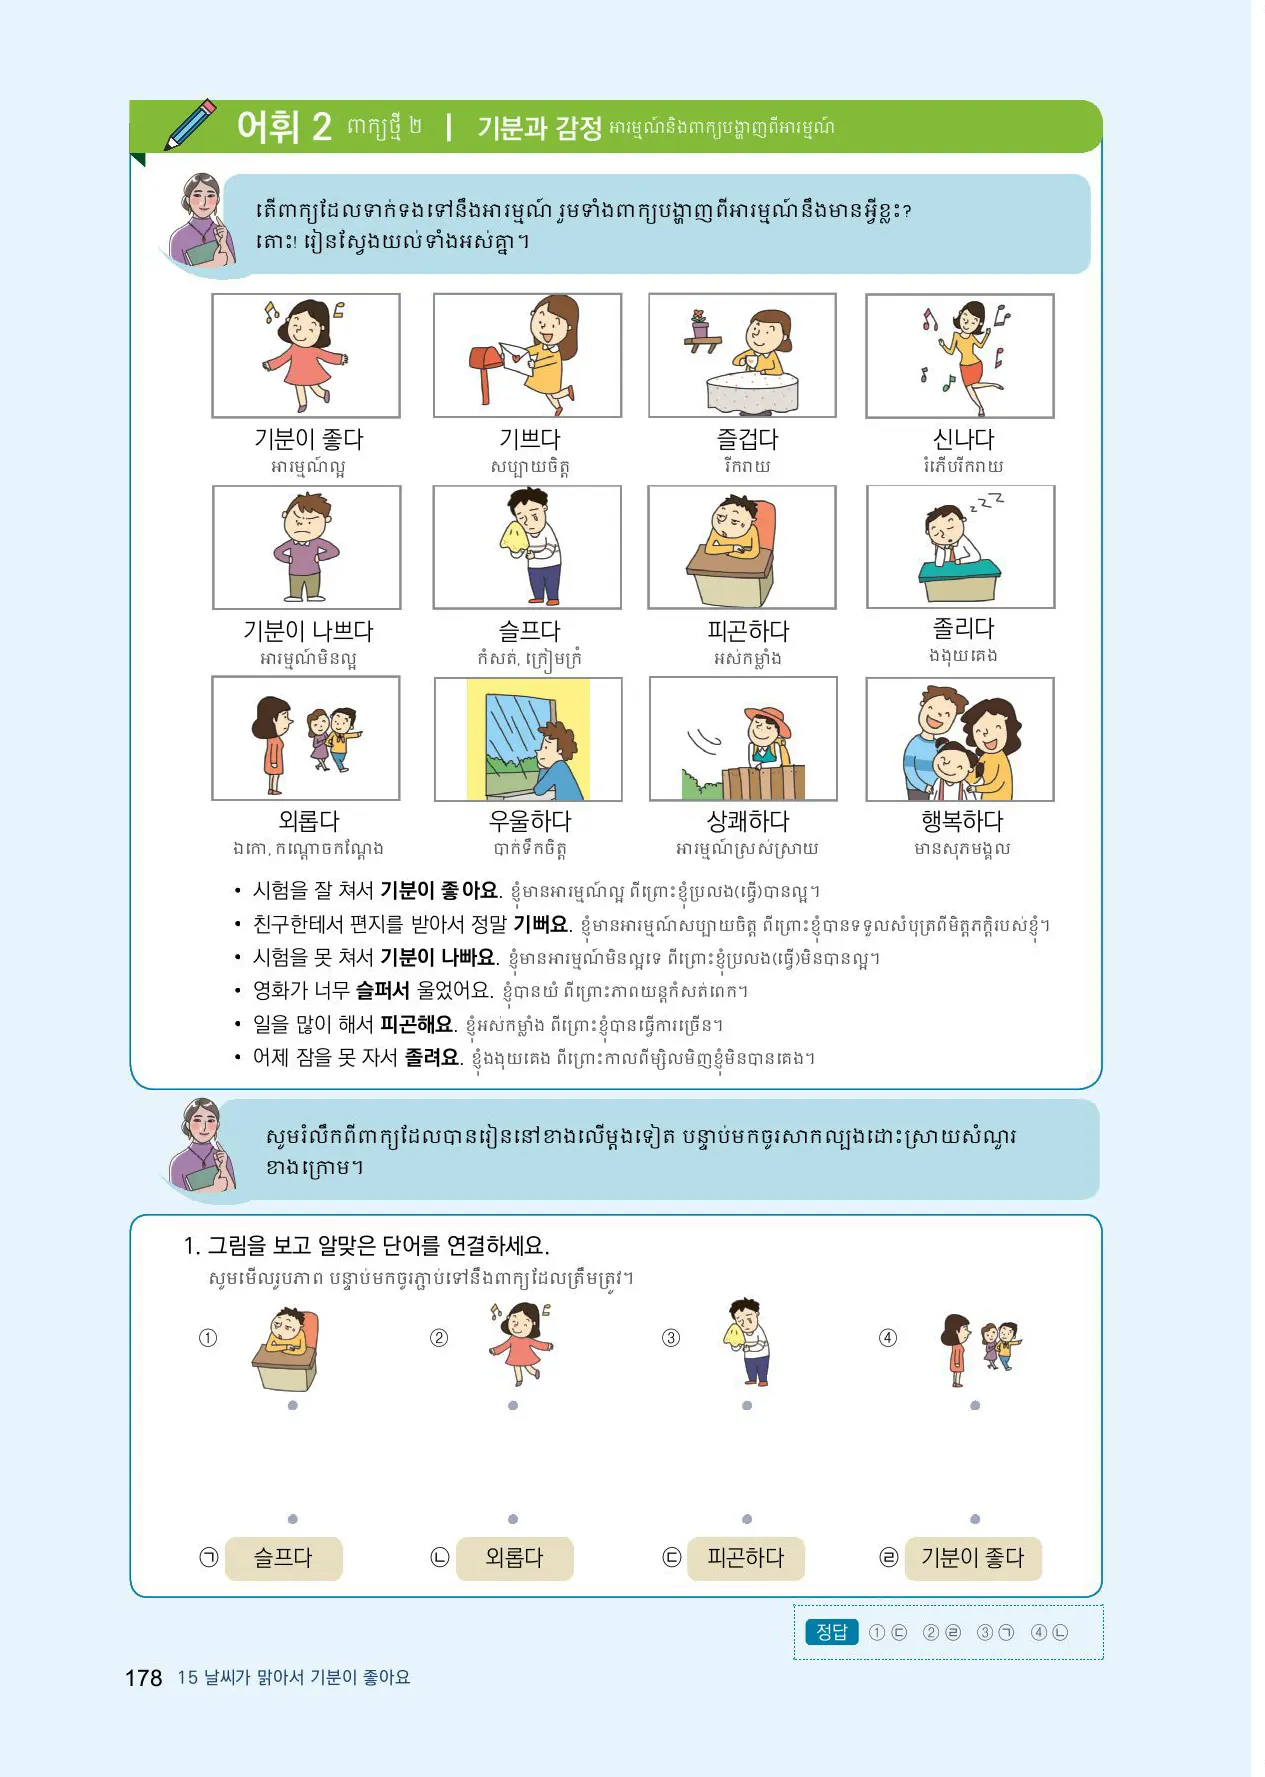 어휘 2 ពាក្យថ្មី ២ | 기분과 감정 អារម្មណ៍និងពាក្យបង្ហាញពីអារម្មណ៍
តើពាក្យដែលទាក់ទងទៅនឹងអារម្មណ៍ រួមទាំងពាក្យបង្ហាញពីអារម្មណ៍នឹងមានអ្វីខ្លះ?
តោះ! រៀនស្វែងយល់ទាំងអស់គ្នា។
기분이 좋다 기쁘다 즐겁다 신나다
អារម្មណ៍ល្អ សប្បាយចិត្ត រីករាយ រំភើបរីករាយ
기분이 나쁘다 슬프다 피곤하다 졸리다
អារម្មណ៍មិនល្អ កំសត់, ក្រៀមក្រំ អស់កម្លាំង ងងុយគេង
외롭다 우울하다 상쾌하다 행복하다
ឯកោ, កណ្តោចកណ្តែង បាក់ទឹកចិត្ត អារម្មណ៍ស្រស់ស្រាយ មានសុភមង្គល
• 시험을 잘 쳐서 기분이 좋아요. ខ្ញុំមានអារម្មណ៍ល្អ ពីព្រោះខ្ញុំប្រលង(ធ្វើ)បានល្អ។
• 친구한테서 편지를 받아서 정말 기뻐요. ខ្ញុំមានអារម្មណ៍សប្បាយចិត្ត ពីព្រោះខ្ញុំបានទទួលសំបុត្រពីមិត្តភក្តិរបស់ខ្ញុំ។
• 시험을 못 쳐서 기분이 나빠요. ខ្ញុំមានអារម្មណ៍មិនល្អទេ ពីព្រោះខ្ញុំប្រលង(ធ្វើ)មិនបានល្អ។
• 영화가 너무 슬퍼서 울었어요. ខ្ញុំបានយំ ពីព្រោះភាពយន្តកំសត់ពេក។
• 일을 많이 해서 피곤해요. ខ្ញុំអស់កម្លាំង ពីព្រោះខ្ញុំបានធ្វើការច្រើន។
• 어제 잠을 못 자서 졸려요. ខ្ញុំងងុយគេង ពីព្រោះកាលពីម្សិលមិញខ្ញុំមិនបានគេង។
សូមរំលឹកពីពាក្យដែលបានរៀននៅខាងលើម្តងទៀត បន្ទាប់មកចូរសាកល្បងដោះស្រាយសំណួរ
ខាងក្រោម។
1. 그림을 보고 알맞은 단어를 연결하세요.
សូមមើលរូបភាព បន្ទាប់មកចូរភ្ជាប់ទៅនឹងពាក្យដែលត្រឹមត្រូវ។
① ② ③ ④
㉠ 슬프다 ㉡ 외롭다 ㉢ 피곤하다 ㉣ 기분이 좋다
정답 ① ㉢ ② ㉣ ③ ㉠ ④ ㉡
178 15 날씨가 맑아서 기분이 좋아요